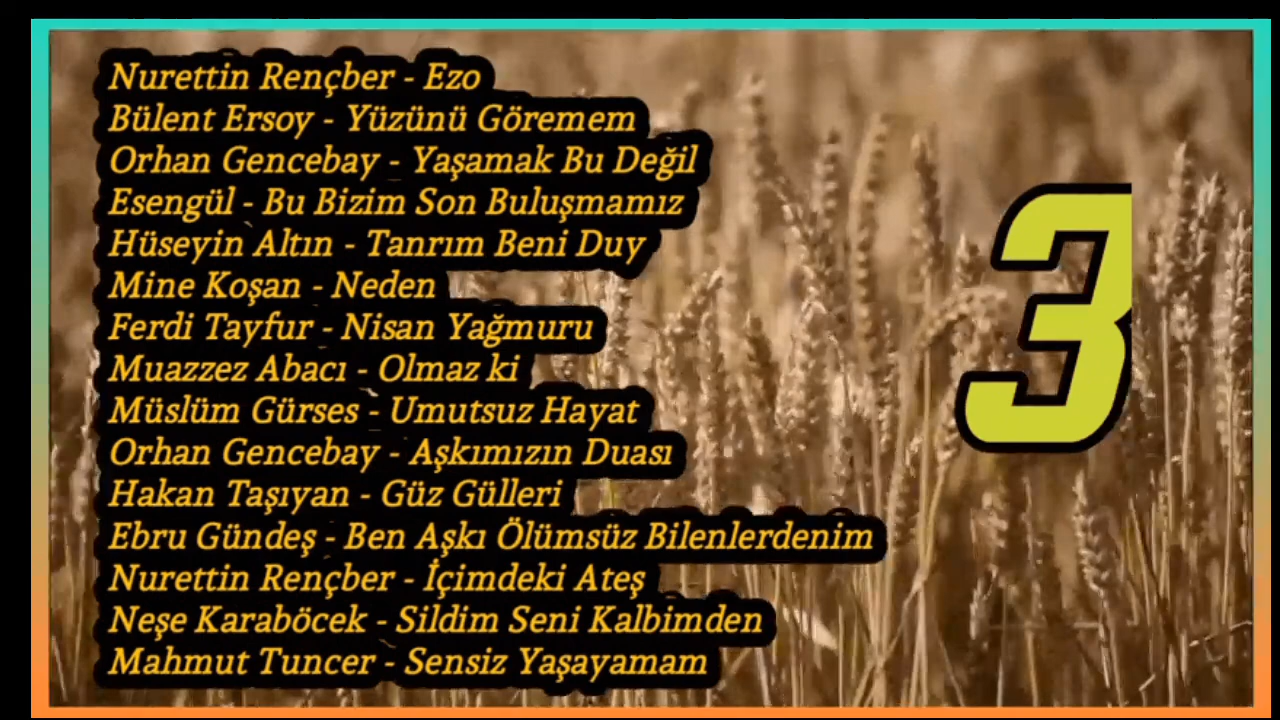 Nurettin Rençber - Ezo
Bülent Ersoy - Yüzünü Göremem
Orhan Gencebay - Yaşamak Bu Değil
Esengül - Bu Bizim Son Buluşmamız
Hüseyin Altın - Tanrım Beni Duy
Mine Koşan - Neden
Ferdi Tayfur - Nisan Yağmuru
Muazzez Abacı - Olmaz ki
Müslüm Gürses - Umutsuz Hayat
Orhan Gencebay - Aşkımızın Duası
Hakan Taşıyan - Güz Gülleri
Ebru Gündeş - Ben Aşkı Ölümsüz Bilenlerdenim
Nurettin Rençber - İçimdeki Ateş
Neşe Karaböcek - Sildim Seni Kalbimden
Mahmut Tuncer - Sensiz Yaşayamam
3